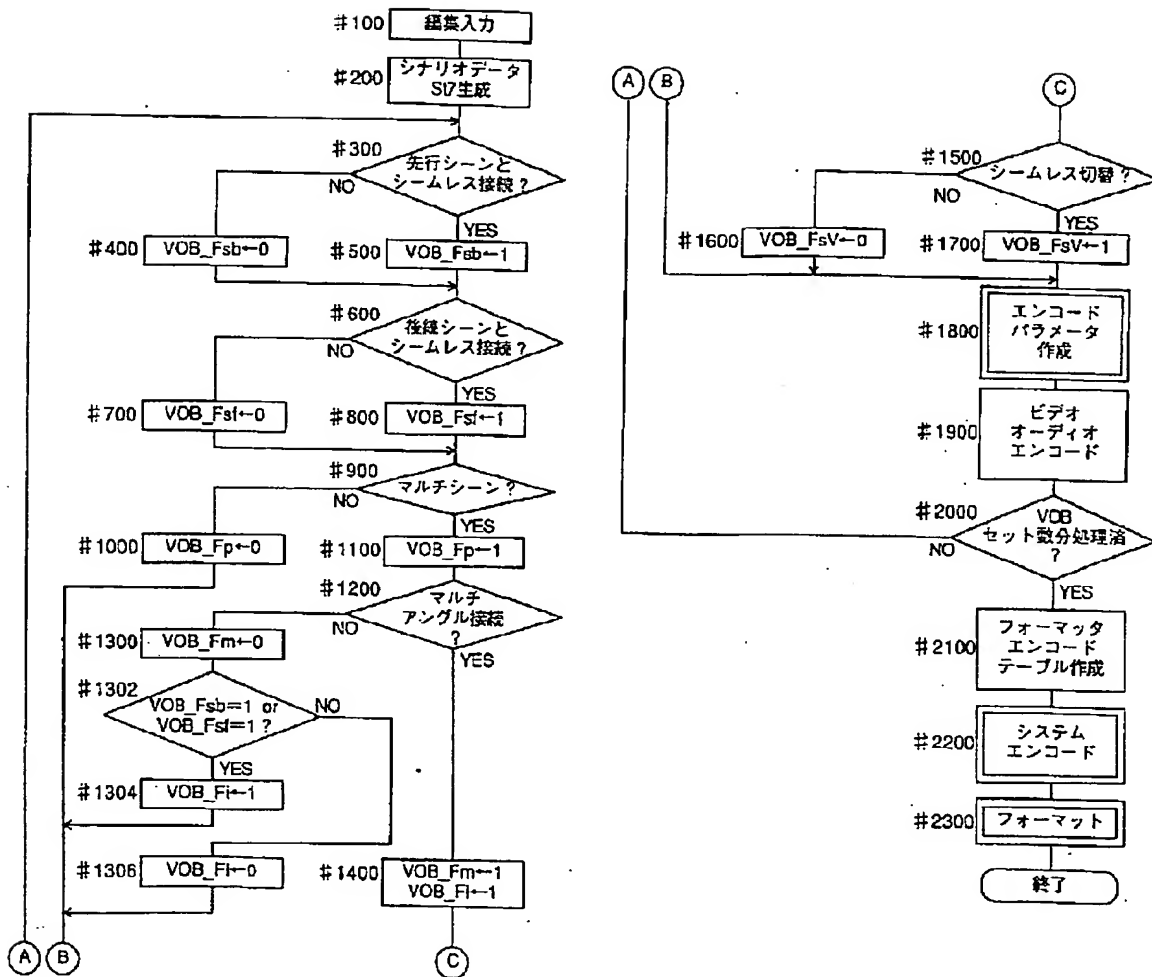 #100
編集入力
#200
シナリオデータ
St7生成
#300
先行シーンと
シームレス接続?
NO
YES
#400
VOB_Fsb←0
#500
VOB_Fsb←1
#600
後続シーンと
シームレス接続?
NO
YES
#700
VOB_Fsf←0
#800
VOB_Fsf←1
#900
マルチシーン?
NO
YES
#1000
VOB_Fp←0
#1100
VOB_Fp←1
#1200
マルチ
アングル接続
?
NO
YES
#1300
VOB_Fm←0
#1302
VOB_Fsb=1 or
VOB_Fsf=1 ?
NO
YES
#1304
VOB_Fi←1
#1306
VOB_Fi←0
#1400
VOB_Fm←1
VOB_Fi←1
A
B
C
A
B
C
#1500
シームレス切替?
NO
YES
#1600
VOB_FsV←0
#1700
VOB_FsV←1
#1800
エンコード
パラメータ
作成
#1900
ビデオ
オーディオ
エンコード
#2000
VOB
セット数分処理済
?
NO
YES
#2100
フォーマッタ
エンコード
テーブル作成
#2200
システム
エンコード
#2300
フォーマット
終了